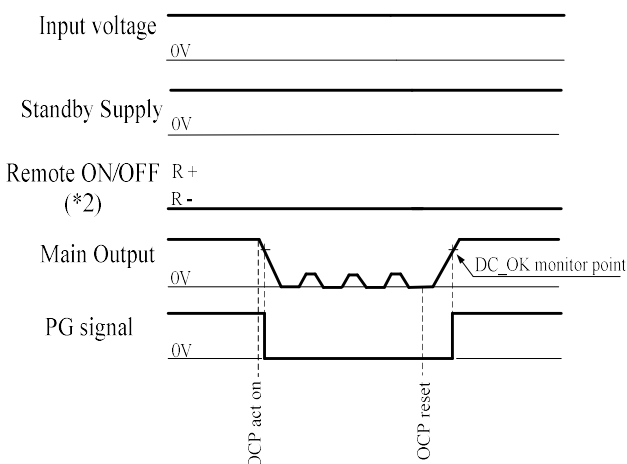 Input voltage
0V
Standby Supply
0V
Remote ON/OFF
(*2)
R +
R -
Main Output
0V
DC_OK monitor point
PG signal
0V
OCP act on
OCP reset